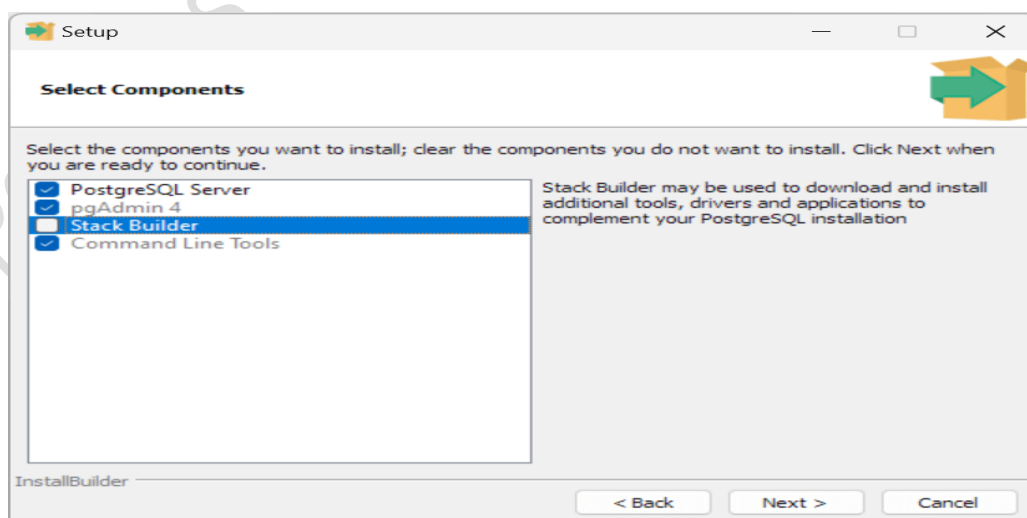 Setup
Select Components
Select the components you want to install; clear the components you do not want to install. Click Next when
you are ready to continue.
PostgreSQL Server
pgAdmin 4
Stack Builder
Command Line Tools
Stack Builder may be used to download and install
additional tools, drivers and applications to
complement your PostgreSQL installation
InstallBuilder
< Back
Next >
Cancel